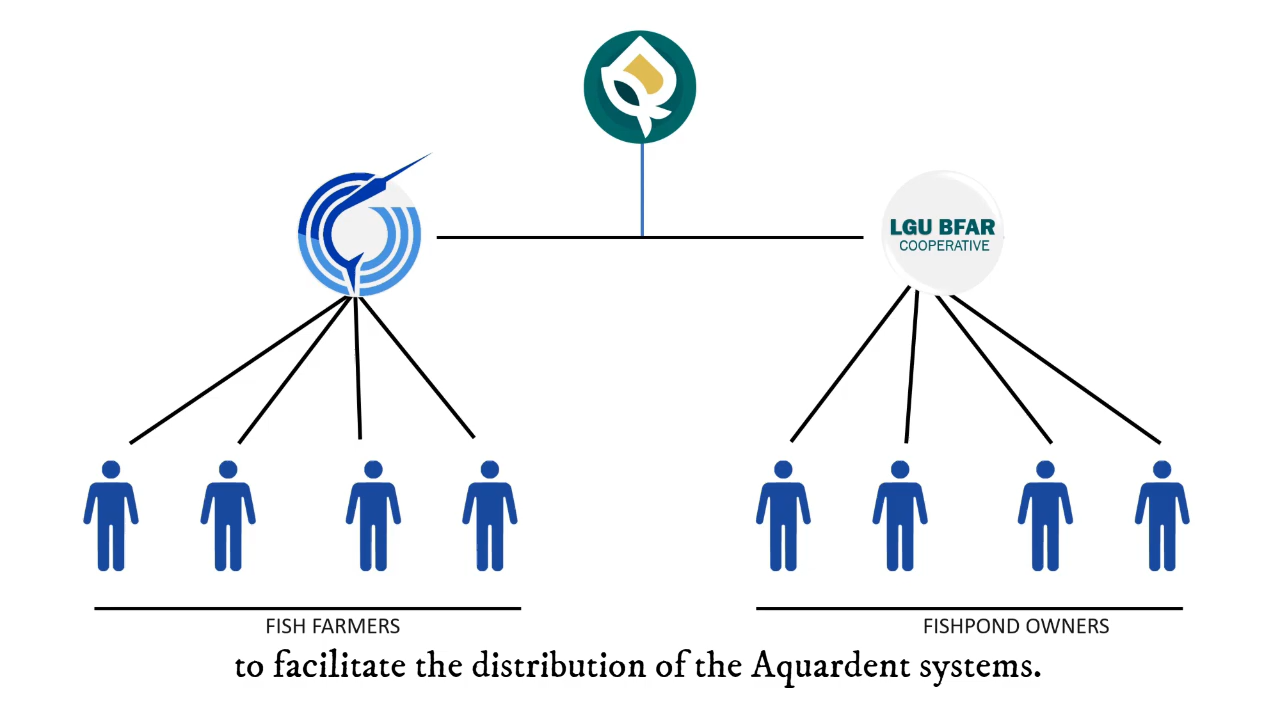 LGU BFAR
COOPERATIVE
FISH FARMERS
FISHPOND OWNERS
to facilitate the distribution of the Aquardent systems.